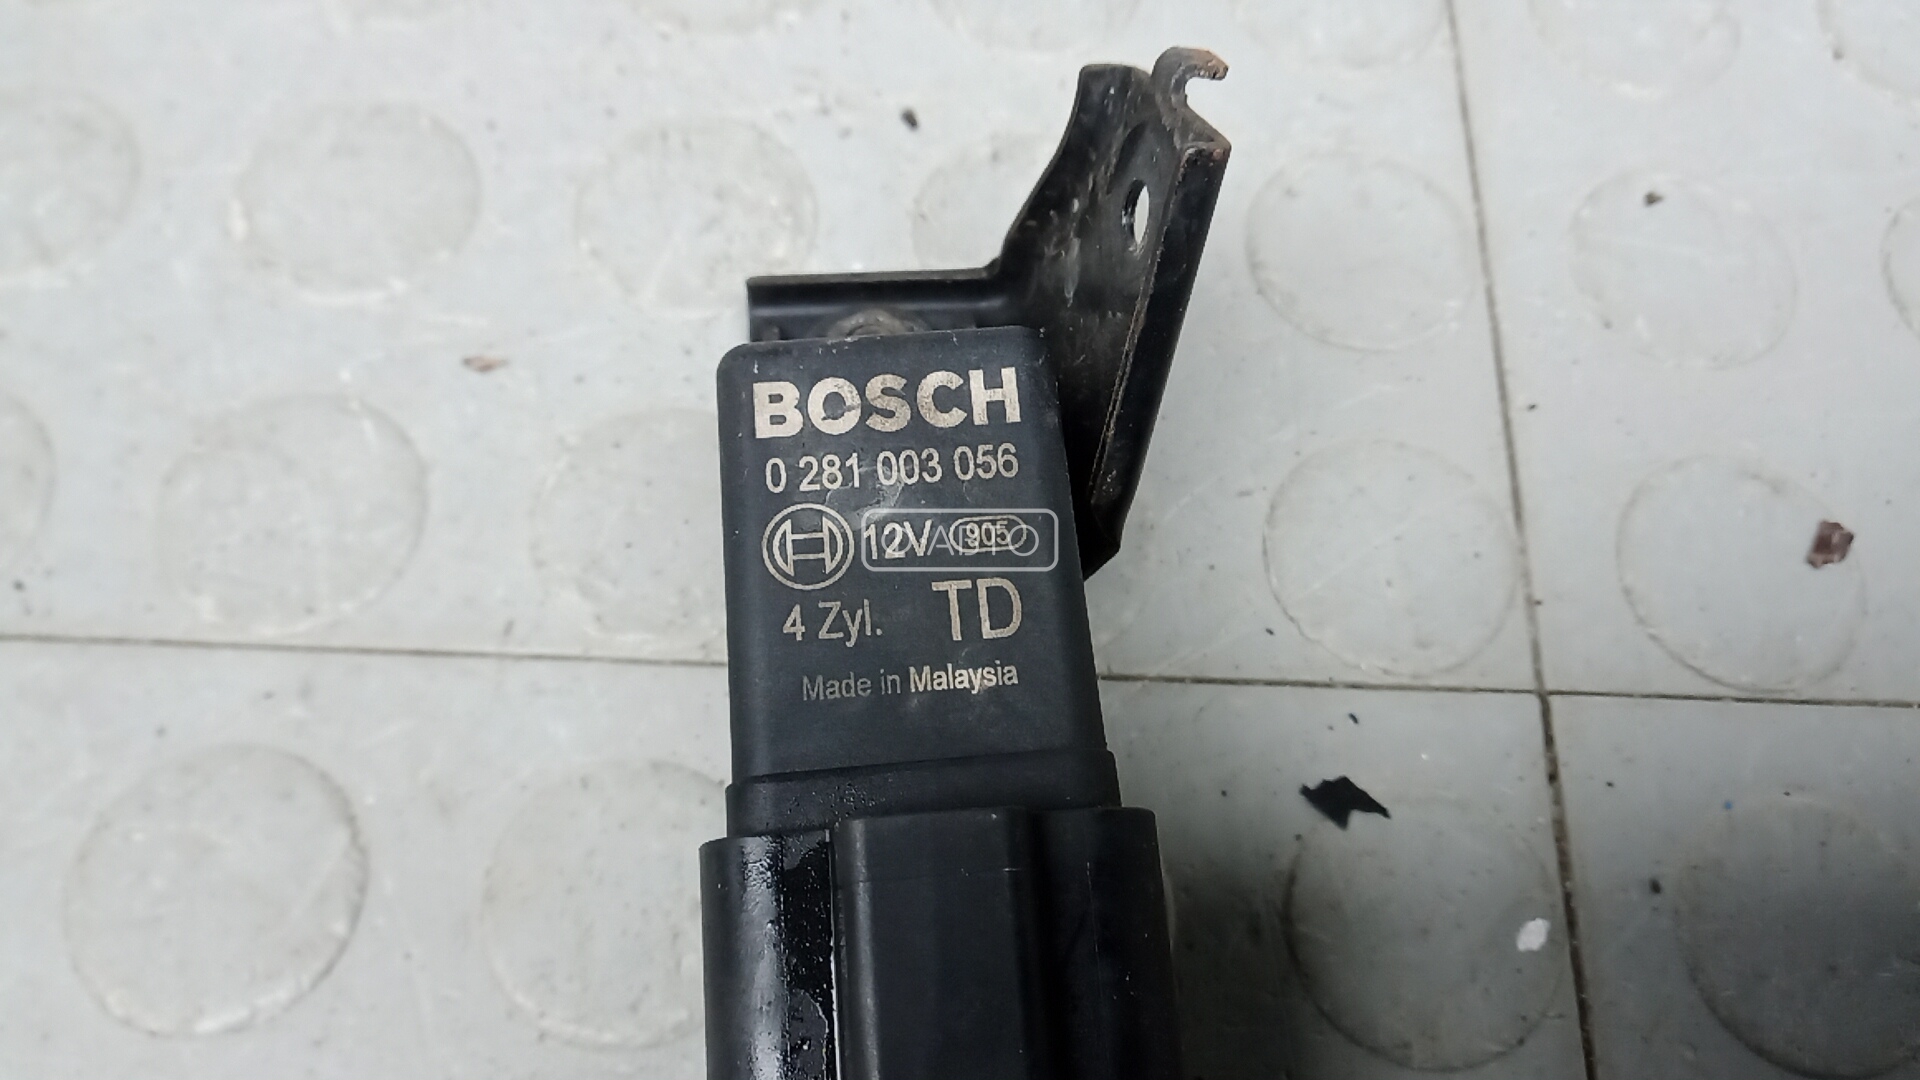 BOSCH
0 281 003 056
12V 905
4 Zyl. TD
Made in Malaysia